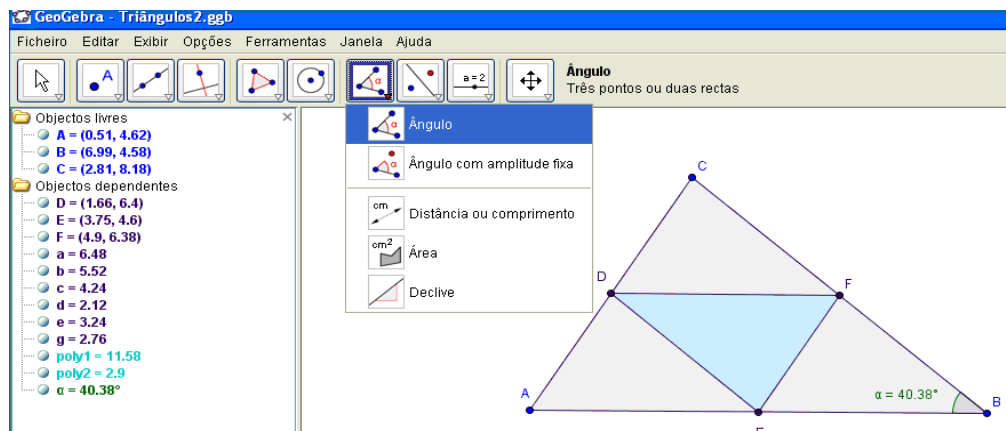 GeoGebra - Triângulos2.ggb
Ficheiro Editar Exibir Opções Ferramentas Janela Ajuda
A
α
a=2
Ângulo
Três pontos ou duas rectas
Objectos livres
A = (0.51, 4.62)
B = (6.99, 4.58)
C = (2.81, 8.18)
Objectos dependentes
D = (1.66, 6.4)
E = (3.75, 4.6)
F = (4.9, 6.38)
a = 6.48
b = 5.52
c = 4.24
d = 2.12
e = 3.24
g = 2.76
poly1 = 11.58
poly2 = 2.9
α = 40.38°
α Ângulo
α Ângulo com amplitude fixa
cm Distância ou comprimento
cm² Área
Declive
C
D
F
A
α = 40.38°
B